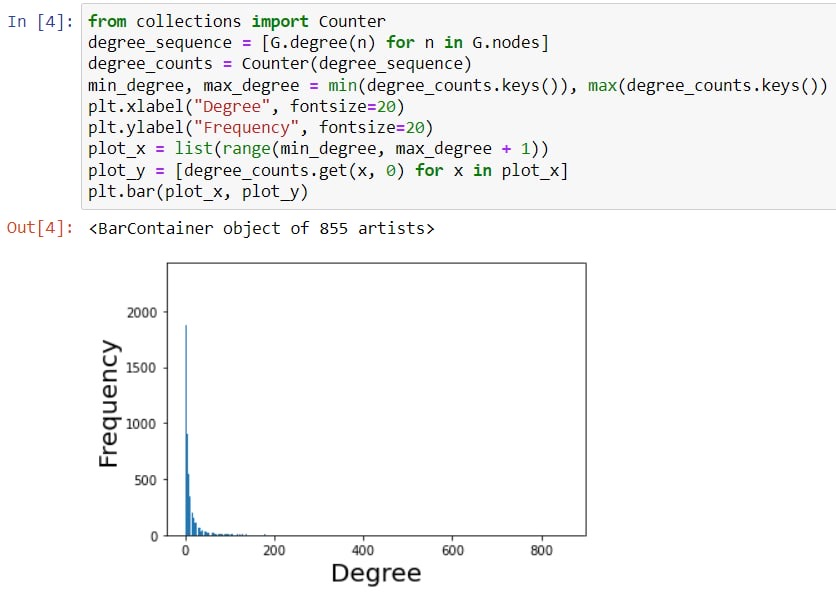 In [4]: from collections import Counter
degree_sequence = [G.degree(n) for n in G.nodes]
degree_counts = Counter(degree_sequence)
min_degree, max_degree = min(degree_counts.keys()), max(degree_counts.keys())
plt.xlabel("Degree", fontsize=20)
plt.ylabel("Frequency", fontsize=20)
plot_x = list(range(min_degree, max_degree + 1))
plot_y = [degree_counts.get(x, 0) for x in plot_x]
plt.bar(plot_x, plot_y)
Out[4]: <BarContainer object of 855 artists>
2000
1500
1000
500
0
Frequency
0 200 400 600 800
Degree